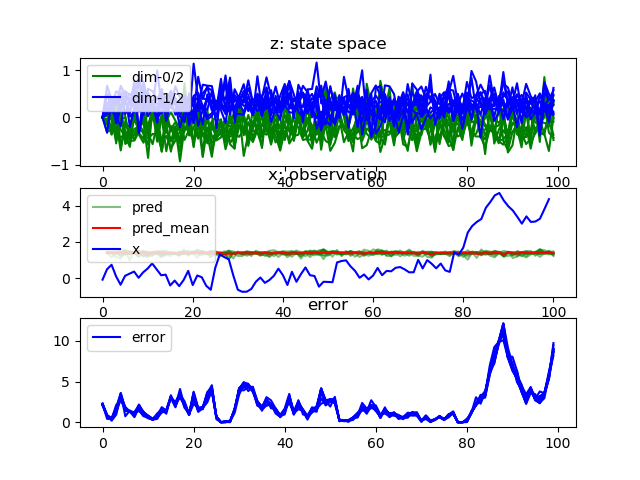 z: state space
1
0
−1
dim-0/2
dim-1/2
0 20 40 60 80 100
x: observation
4
2
0
pred
pred_mean
x
0 20 40 60 80 100
error
10
5
0
error
0 20 40 60 80 100